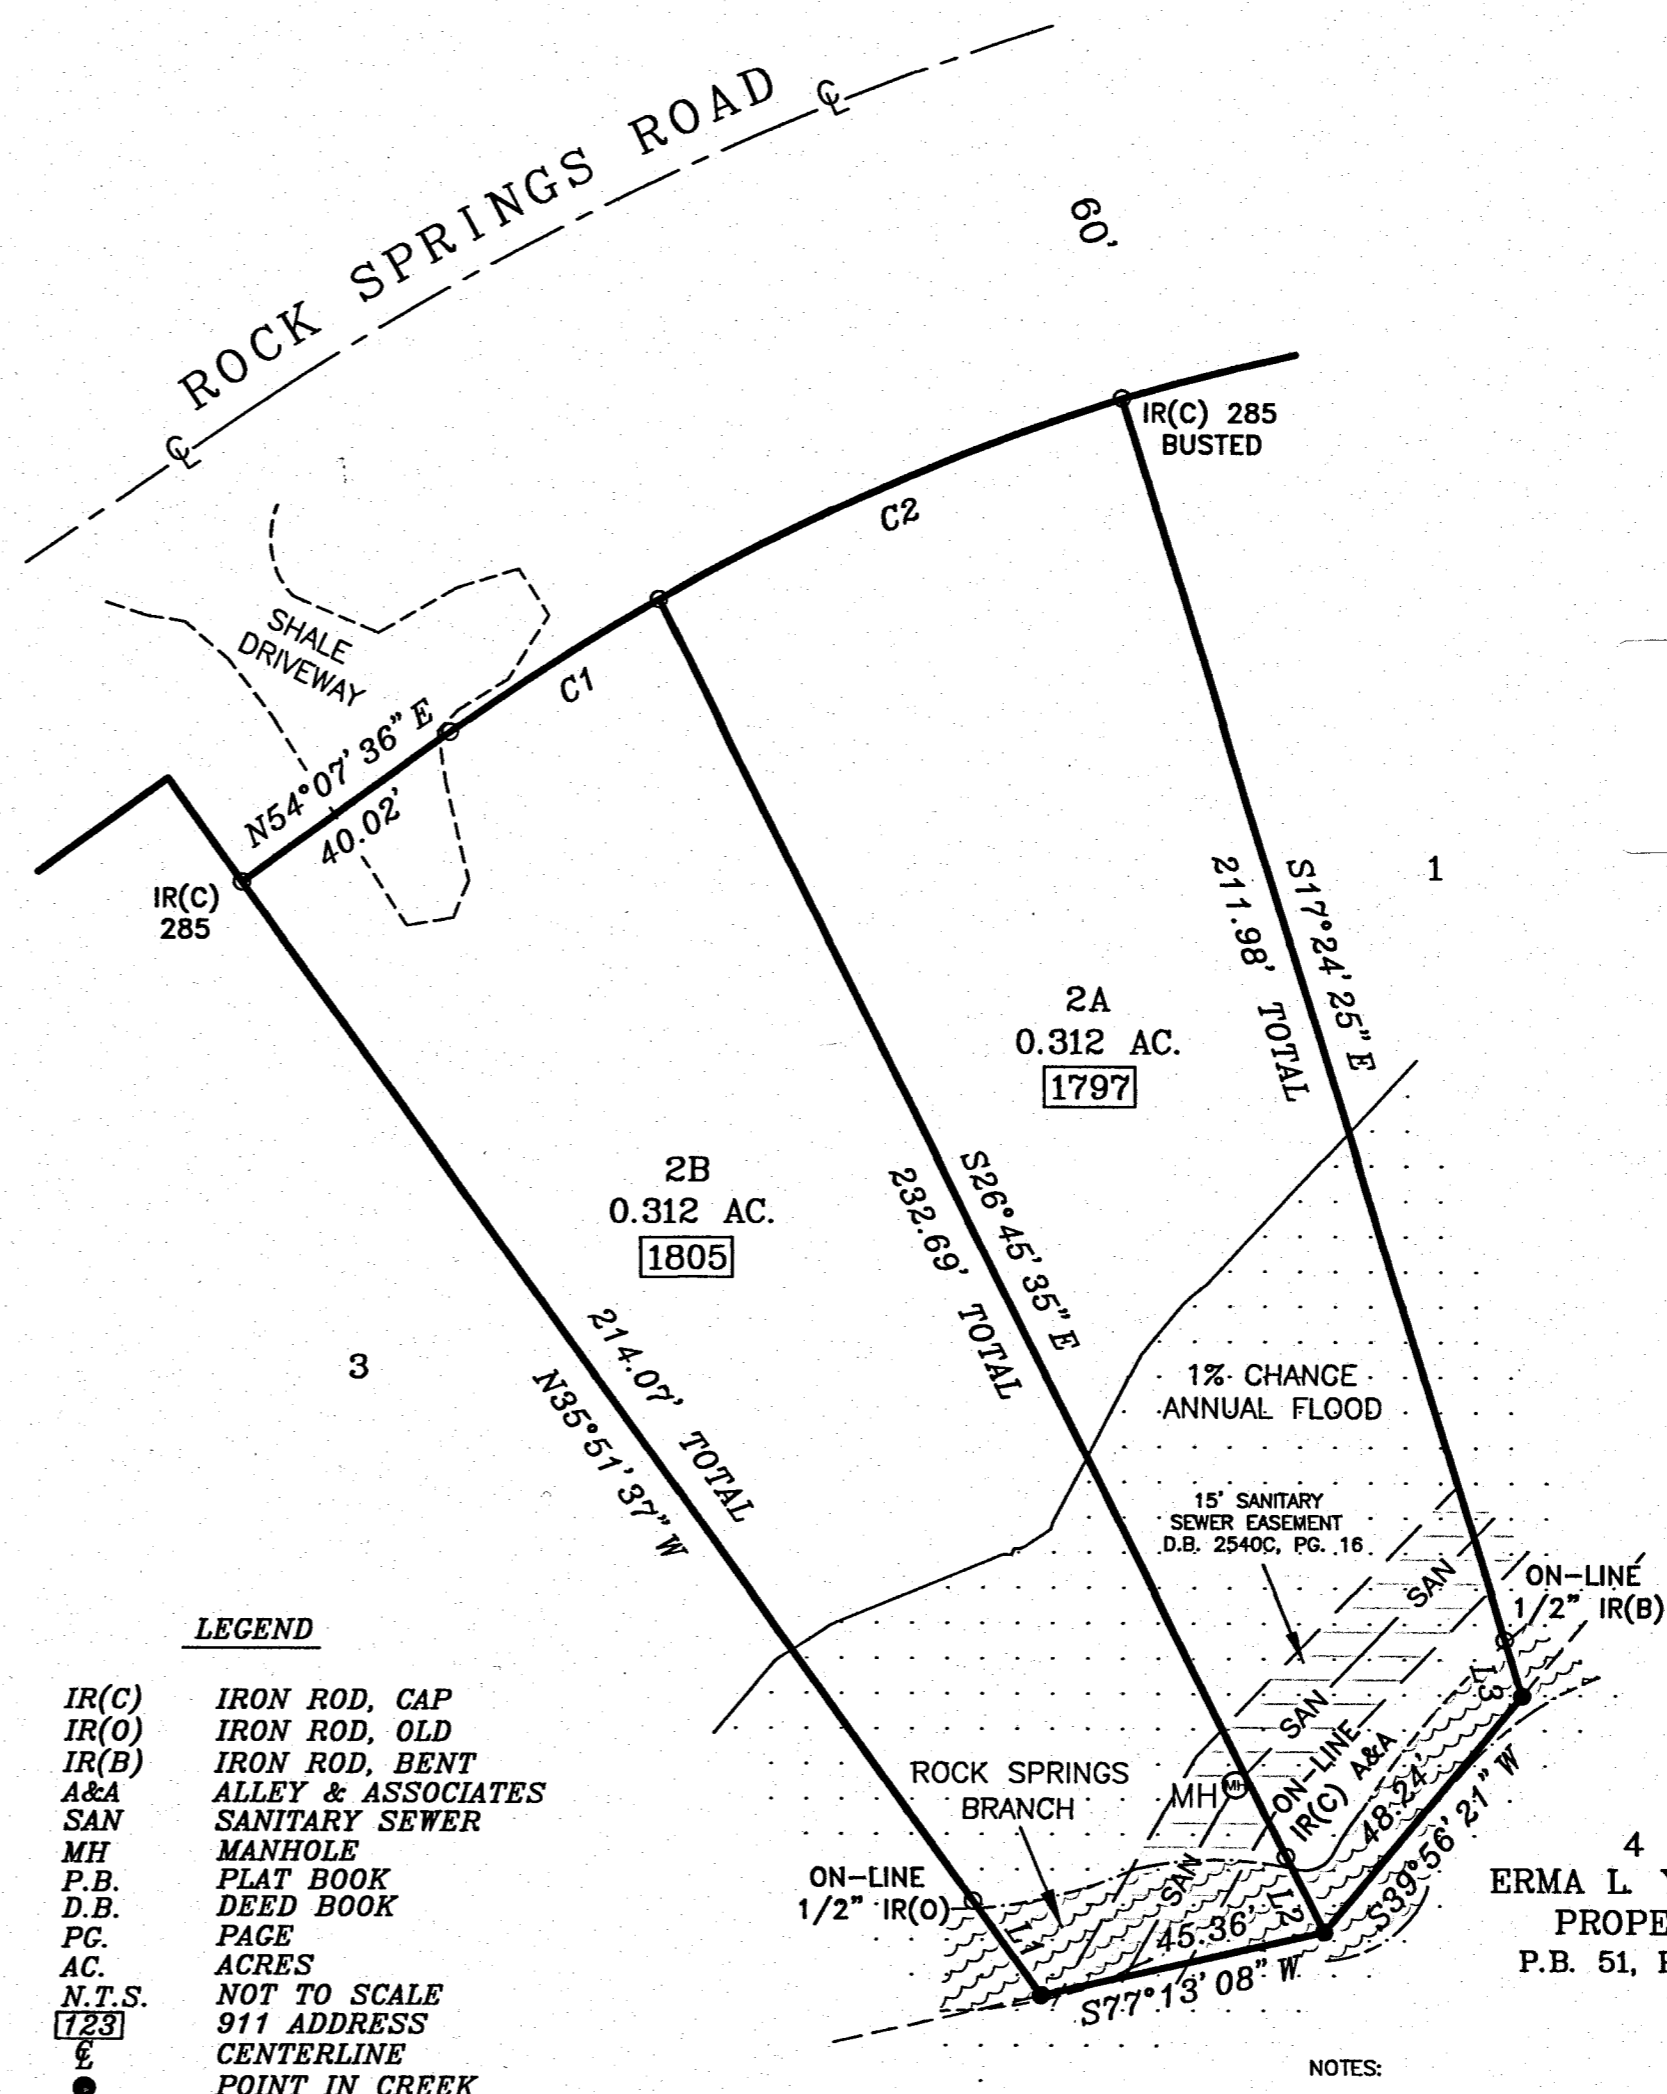 ROCK SPRINGS ROAD
℄
℄
60'
IR(C) 285
BUSTED
C2
C1
SHALE
DRIVEWAY
N54°07'36" E
40.02'
IR(C)
285
1
S17°24'25" E
211.98' TOTAL
2A
0.312 AC.
1797
S26°45'35" E
232.69' TOTAL
2B
0.312 AC.
1805
3
214.07' TOTAL
N35°51'37" W
1% CHANGE
ANNUAL FLOOD
15' SANITARY
SEWER EASEMENT
D.B. 2540C, PG. 16
SAN
ON-LINE
1/2" IR(B)
L3
SAN
ON-LINE
IR(C) A&A
ROCK SPRINGS
BRANCH
MH
MH
48.24'
S39°56'21" W
ON-LINE
1/2" IR(O)
SAN
L1
L2
45.36'
S77°13'08" W
4
ERMA L.
PROPE
P.B. 51,
LEGEND
IR(C) IRON ROD, CAP
IR(O) IRON ROD, OLD
IR(B) IRON ROD, BENT
A&A ALLEY & ASSOCIATES
SAN SANITARY SEWER
MH MANHOLE
P.B. PLAT BOOK
D.B. DEED BOOK
PG. PAGE
AC. ACRES
N.T.S. NOT TO SCALE
123 911 ADDRESS
℄ CENTERLINE
POINT IN CREEK
NOTES: